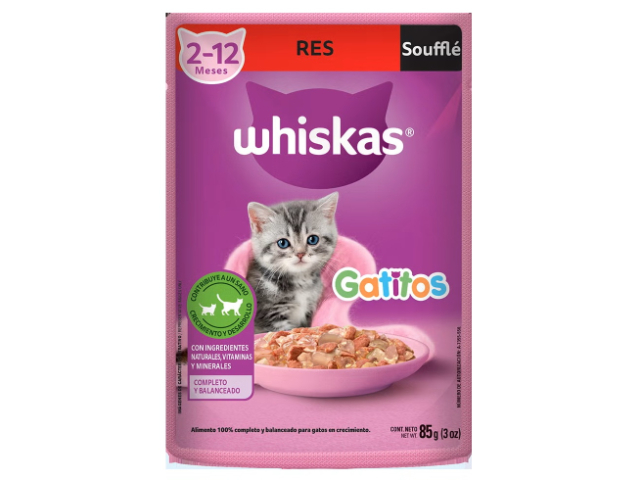 2-12
Meses
RES
Soufflé
whiskas®
Gatitos
CONTRIBUYE A UN SANO
CRECIMIENTO Y DESARROLLO
CON INGREDIENTES
NATURALES, VITAMINAS
Y MINERALES
COMPLETO
Y BALANCEADO
Alimento 100% completo y balanceado para gatos en crecimiento.
CONT. NETO
NET WT
85g (3 oz)